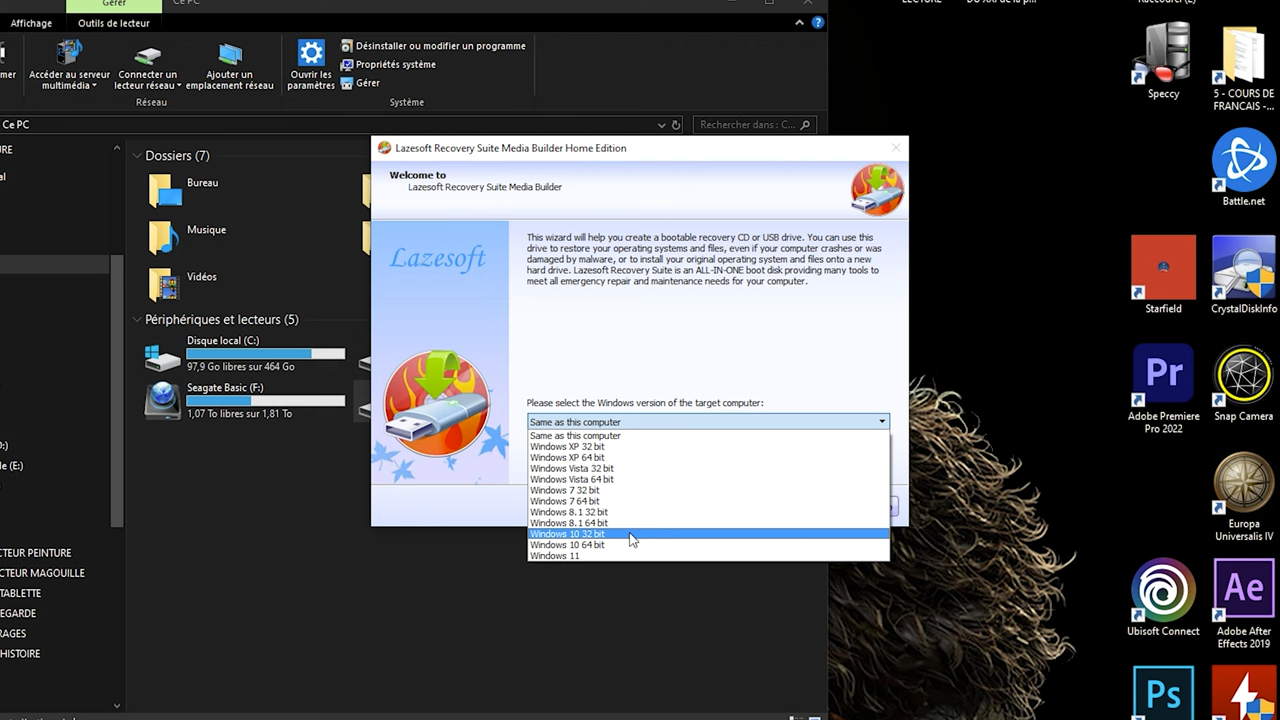 Gérer
Ce PC
LECTURE
Raccourci (2)
Affichage
Outils de lecteur
Accéder au serveur
multimédia
Connecter un
lecteur réseau
Ajouter un
emplacement réseau
Réseau
Ouvrir les
paramètres
Désinstaller ou modifier un programme
Propriétés système
Gérer
Système
Ce PC
Rechercher dans : C...
Dossiers (7)
Bureau
Musique
Vidéos
Périphériques et lecteurs (5)
Disque local (C:)
97,9 Go libres sur 464 Go
Seagate Basic (F:)
1,07 To libres sur 1,81 To
Lazesoft Recovery Suite Media Builder Home Edition
Welcome to
Lazesoft Recovery Suite Media Builder
Lazesoft
This wizard will help you create a bootable recovery CD or USB drive. You can use this
drive to restore your operating systems and files, even if your computer crashes or was
damaged by malware, or to install your original operating system and files onto a new
hard drive. Lazesoft Recovery Suite is an ALL-IN-ONE boot disk providing many tools to
meet all emergency repair and maintenance needs for your computer.
Please select the Windows version of the target computer:
Same as this computer
Same as this computer
Windows XP 32 bit
Windows XP 64 bit
Windows Vista 32 bit
Windows Vista 64 bit
Windows 7 32 bit
Windows 7 64 bit
Windows 8.1 32 bit
Windows 8.1 64 bit
Windows 10 32 bit
Windows 10 64 bit
Windows 11
URE
D:)
le (E:)
CTEUR PEINTURE
CTEUR MAGOUILLE
TABLETTE
EGARDE
RAGES
HISTOIRE
Speccy
5 - COURS DE
FRANCAIS -...
Battle.net
Starfield
CrystalDiskInfo
Pr
Adobe Premiere
Pro 2022
Snap Camera
Europa
Universalis IV
Ubisoft Connect
Ae
Adobe After
Effects 2019
Ps